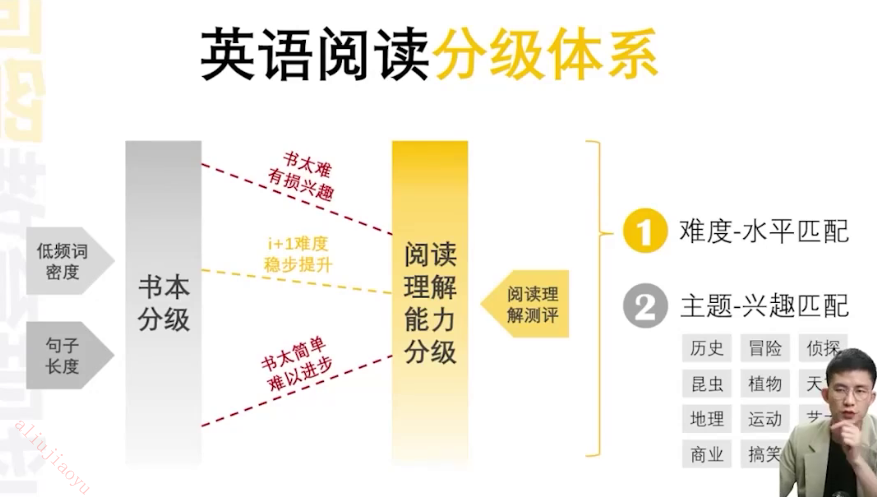 英语阅读分级体系
书太难
有损兴趣
i+1难度
稳步提升
书太简单
难以进步
低频词
密度
句子
长度
书本
分级
阅读
理解
能力
分级
阅读理
解测评
1 难度-水平匹配
2 主题-兴趣匹配
历史 冒险 侦探
昆虫 植物 天
地理 运动
商业 搞笑
aliujiaoyu